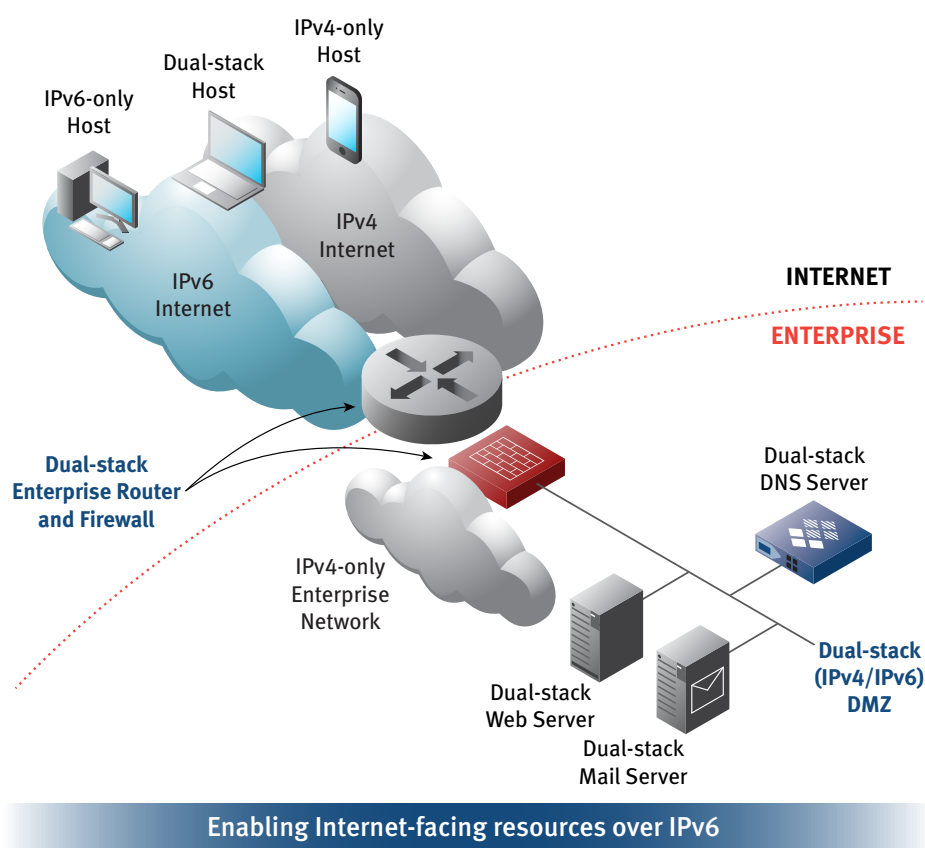 IPv4-only
Host
Dual-stack
Host
IPv6-only
Host
IPv4
Internet
IPv6
Internet
INTERNET
ENTERPRISE
Dual-stack
Enterprise Router
and Firewall
Dual-stack
DNS Server
IPv4-only
Enterprise
Network
Dual-stack
(IPv4/IPv6)
DMZ
Dual-stack
Web Server
Dual-stack
Mail Server
Enabling Internet-facing resources over IPv6